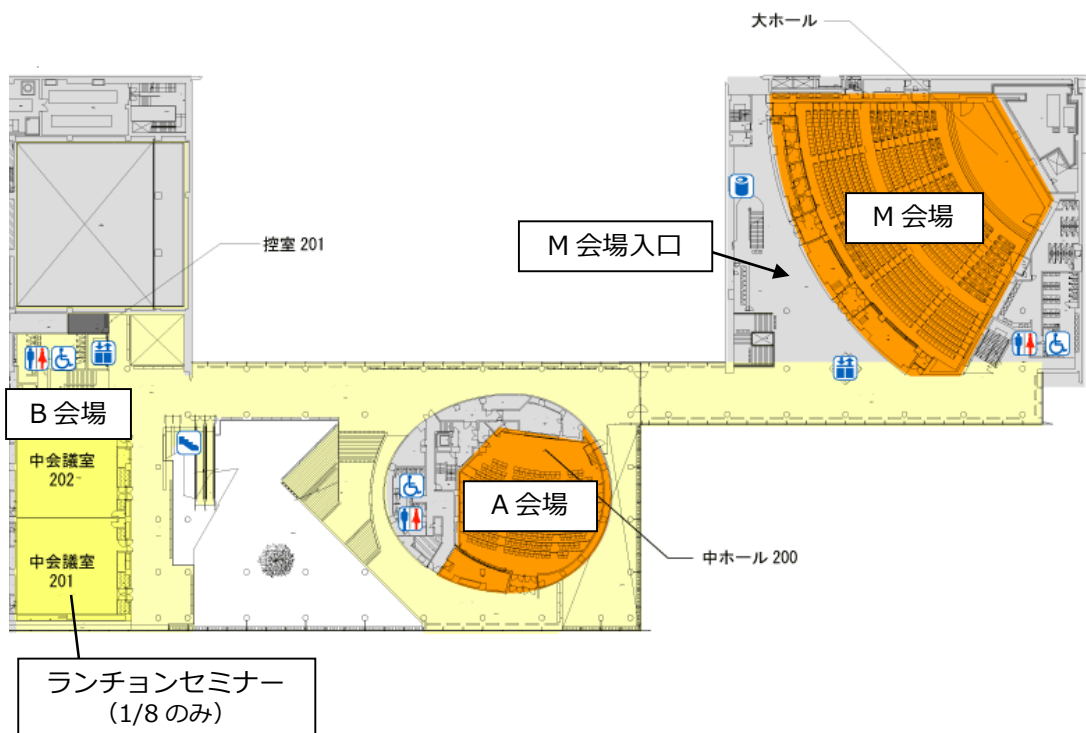 大ホール
控室 201
M 会場
M 会場入口
B 会場
中会議室
202
A 会場
中会議室
201
中ホール 200
ランチョンセミナー
（1/8 のみ）